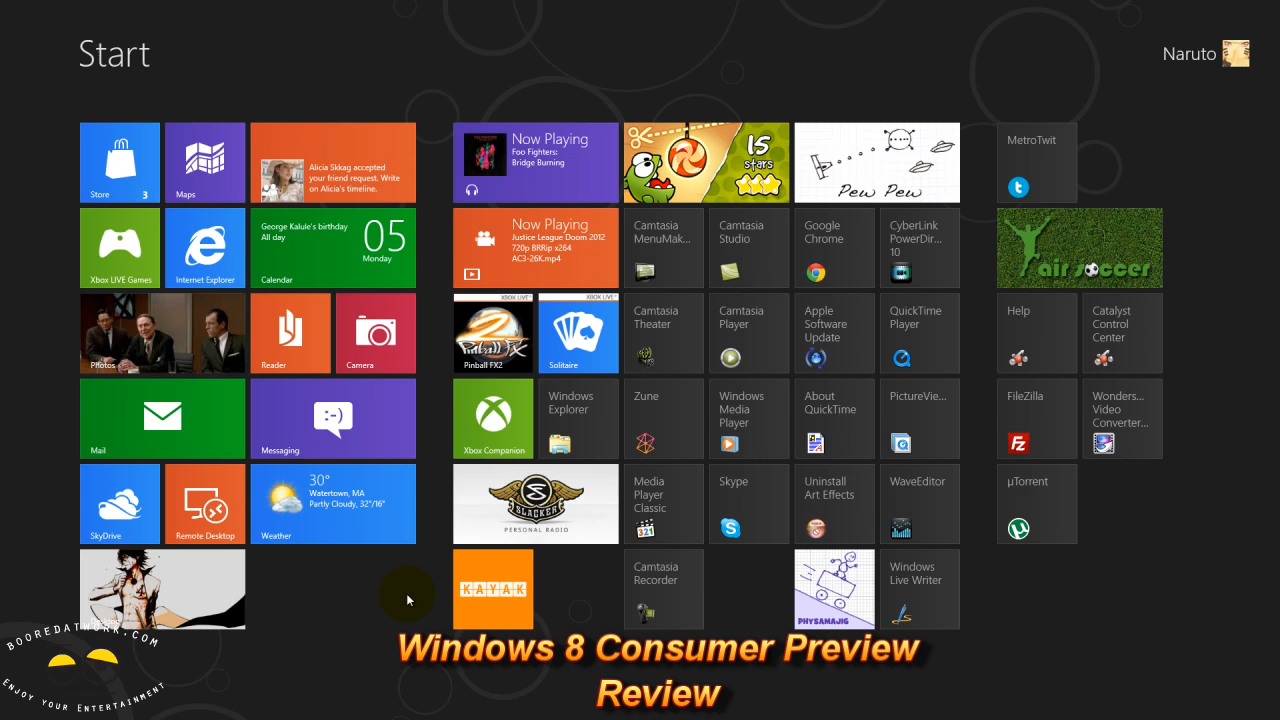 Start
Naruto
Store 3
Maps
Alicia Skkag accepted
your friend request. Write
on Alicia's timeline.
Xbox LIVE Games
Internet Explorer
George Kalule's birthday
All day
05
Monday
Calendar
Photos
Reader
Camera
Mail
Messaging
:-)
SkyDrive
Remote Desktop
30°
Watertown, MA
Partly Cloudy, 32°/16°
Weather
Now Playing
Foo Fighters:
Bridge Burning
15
stars
Pew Pew
Now Playing
Justice League Doom 2012
720p BRRip x264
AC3-26K.mp4
Camtasia
MenuMak...
Camtasia
Studio
Google
Chrome
CyberLink
PowerDir...
10
XBOX LIVE
2
Pinball FX
Pinball FX2
XBOX LIVE
Solitaire
Camtasia
Theater
Camtasia
Player
Apple
Software
Update
QuickTime
Player
Xbox Companion
Windows
Explorer
Zune
Windows
Media
Player
About
QuickTime
PictureVie...
SLACKER
PERSONAL RADIO
Media
Player
Classic
321
Skype
Uninstall
Art Effects
WaveEditor
KAYAK
Camtasia
Recorder
PHYSAMAJIG
Windows
Live Writer
MetroTwit
air soccer
Help
Catalyst
Control
Center
FileZilla
Fz
Wonders...
Video
Converter...
µTorrent
BOOREDATWORK.COM
ENJOY YOUR ENTERTAINMENT
Windows 8 Consumer Preview
Review